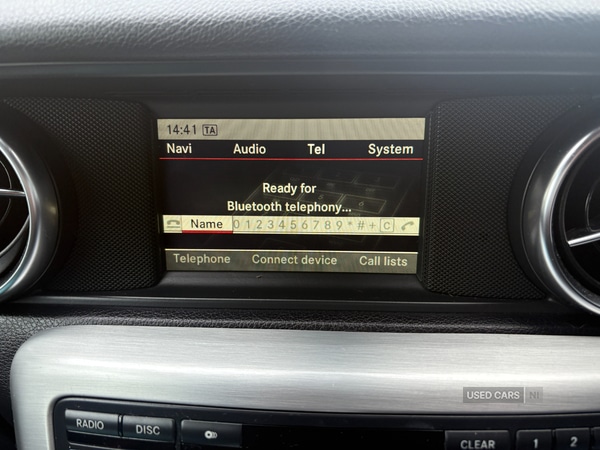 14:41 TA
Navi Audio Tel System
Ready for
Bluetooth telephony...
Name 0 1 2 3 4 5 6 7 8 9 * # + C
Telephone Connect device Call lists
USED CARS NI
RADIO DISC CLEAR 1 2